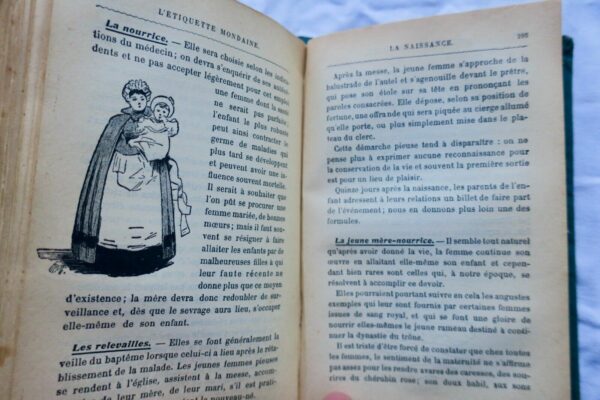 L'ÉTIQUETTE MONDAINE.
La nourrice. — Elle sera choisie selon les indica-
tions du médecin; on devra s'enquérir de ses antécé
et ne pas accepter légèrement pour cet emploi
une femme dont la santé
ne serait pas parfaite;
l'enfant le plus robuste
peut ainsi contracter le
germe de maladies qui
plus tard se développent
et peuvent avoir une in-
fluence souvent mortelle.
Il serait à souhaiter que
l'on pût se procurer une
femme mariée, de bonnes
mœurs; mais il faut sou-
vent se résigner à faire
allaiter les enfants par de
malheureuses filles à qui
leur faute récente ne
donne plus que ce moyen
d'existence; la mère devra donc redoubler de sur-
veillance et, dès que le sevrage aura lieu, s'occuper
elle-même de son enfant.
Les relevailles. — Elles se font généralement la
veille du baptême lorsque celui-ci a lieu après le réta-
blissement de la malade. Les jeunes femmes pieuses
se rendent à l'église, assistent à la messe, accom-
de leur mère, de leur mari, s'il est prati-
le nouveau-né.
LA NAISSANCE.
Après la messe, la jeune femme s'approche de la
balustrade de l'autel et s'agenouille devant le prêtre,
qui pose son étole sur sa tête en prononçant les
paroles consacrées. Elle dépose, selon sa position de
fortune, une offrande qui sera piquée au cierge allumé
qu'elle porte, ou plus simplement mise dans le pla-
teau du clerc.
Cette démarche pieuse tend à disparaître : on ne
pense plus à exprimer aucune reconnaissance pour
la conservation de la vie et souvent la première sortie
est pour un lieu de plaisir.
Quinze jours après la naissance, les parents de l'en-
fant adressent à leurs relations un billet de faire part
de l'événement; nous en donnons plus loin une des
formules.
La jeune mère-nourrice. — Il semble tout naturel
qu'après avoir donné la vie, la femme continue son
œuvre en allaitant elle-même son enfant et cepen-
dant bien rares sont celles qui, à notre époque, se
résolvent à accomplir ce devoir.
Elles pourraient pourtant suivre en cela les augustes
exemples qui leur sont fournis par certaines femmes
issues de sang royal, et qui se font une gloire de
nourrir elles-mêmes le jeune rameau destiné à conti-
nuer la dynastie du trône.
Il est triste d'être forcé de constater que chez toutes
les femmes, le sentiment de la maternité ne s'affirme
pas assez pour les rendre avares des caresses, des sou-
rires du chérubin rose; son doux babil, aux sons